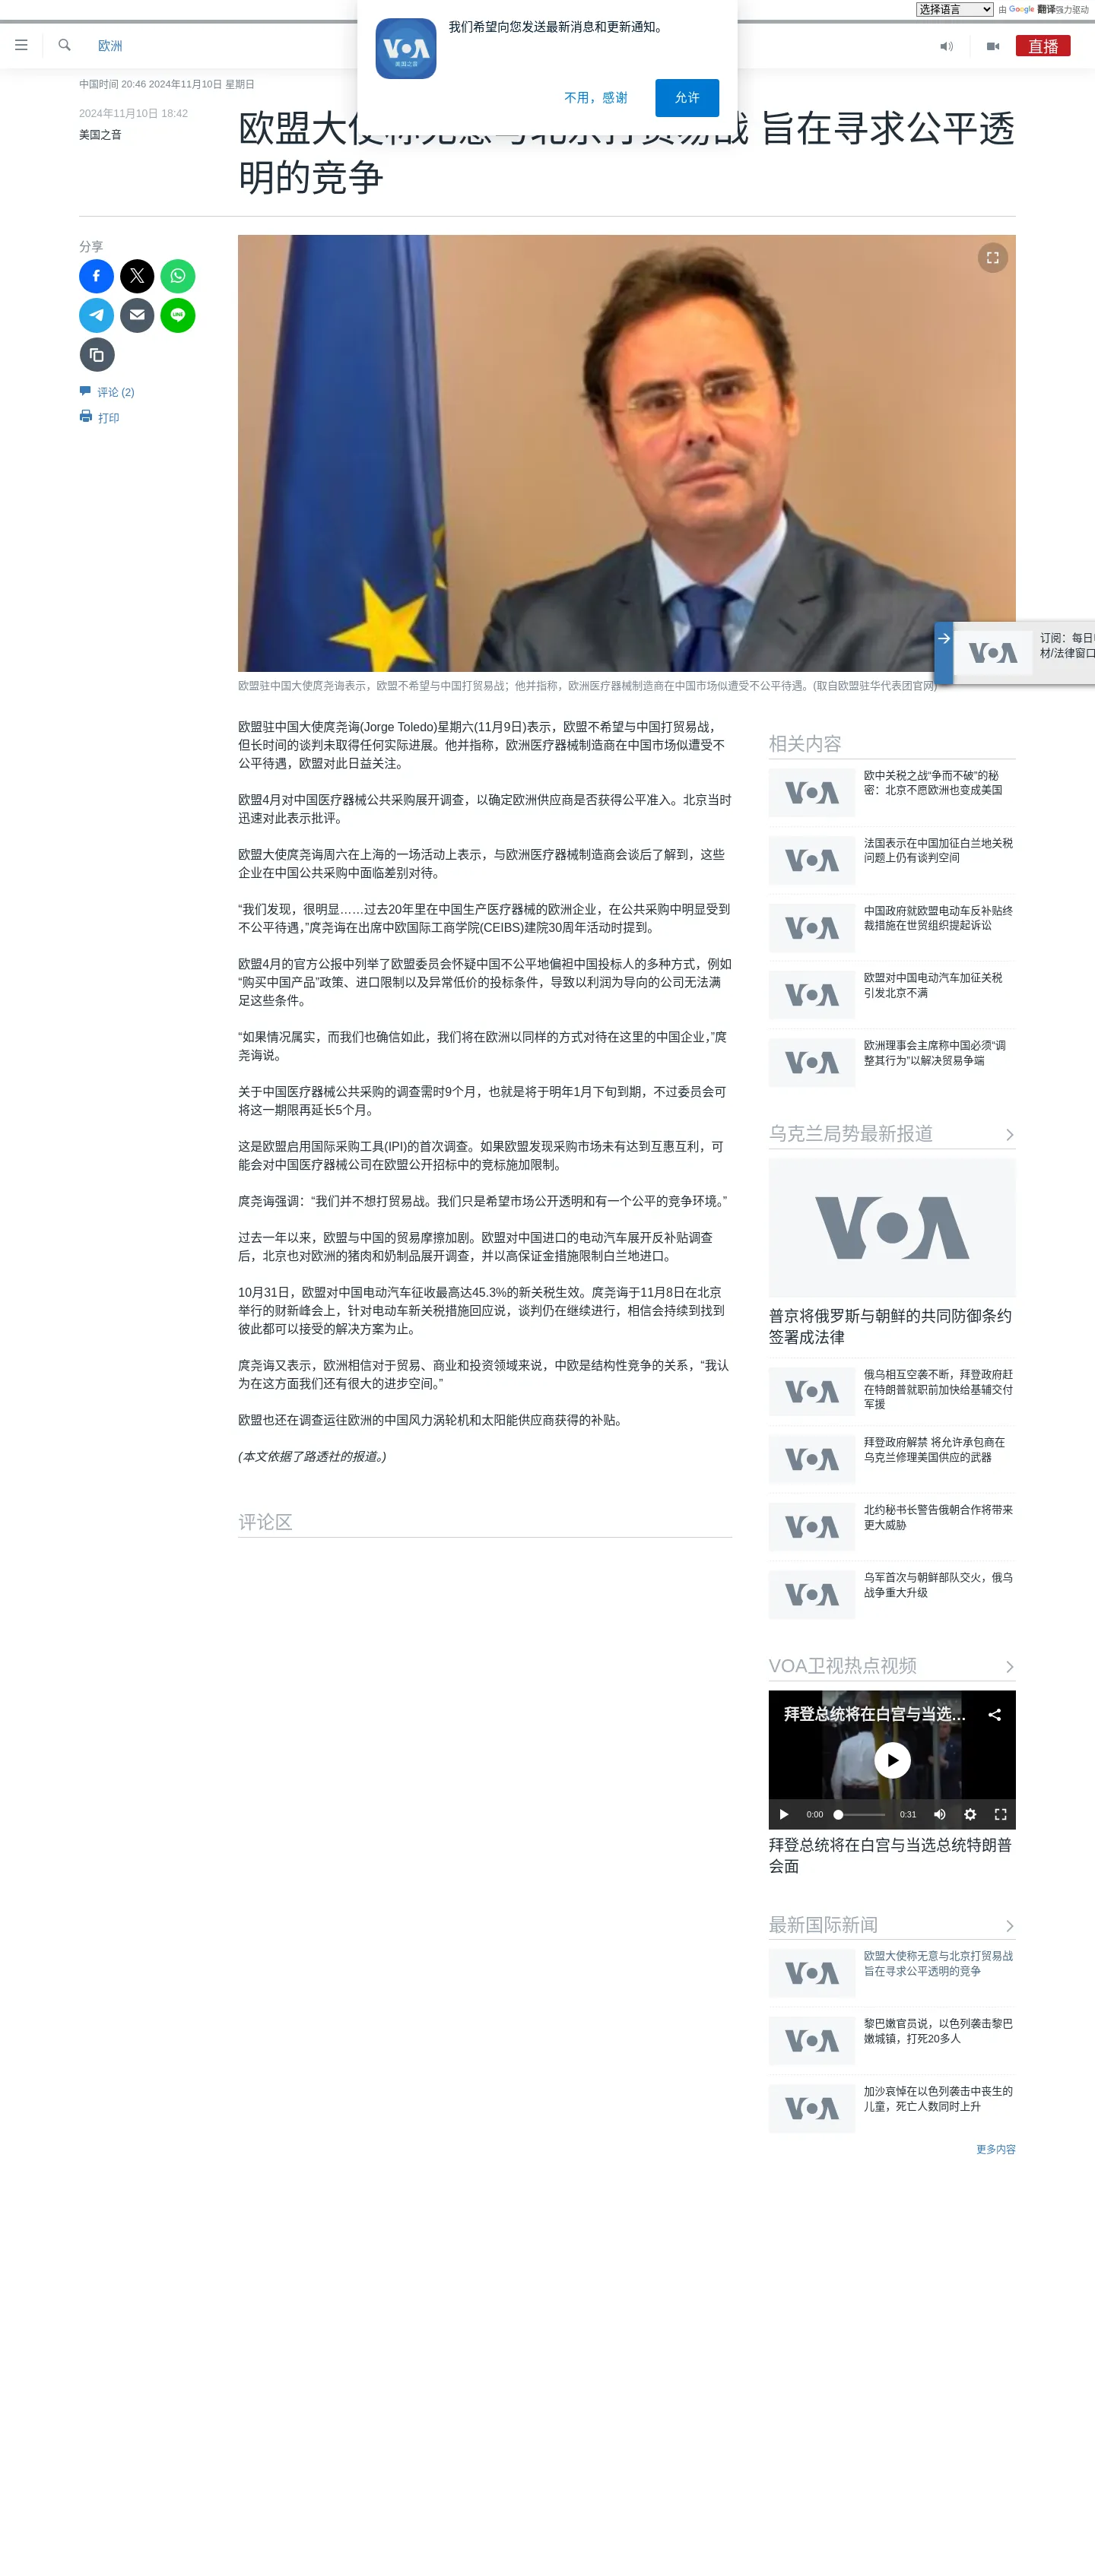 选择语言
由 Google 翻译强力驱动
欧洲
直播
VOA
美国之音
我们希望向您发送最新消息和更新通知。
不用，感谢
允许
中国时间 20:46 2024年11月10日 星期日
2024年11月10日 18:42
美国之音
欧盟大使称无意与北京打贸易战 旨在寻求公平透
明的竞争
分享
评论 (2)
打印
欧盟驻中国大使庹尧诲表示，欧盟不希望与中国打贸易战；他并指称，欧洲医疗器械制造商在中国市场似遭受不公平待遇。(取自欧盟驻华代表团官网)
VOA
订阅：每日
材/法律窗口
欧盟驻中国大使庹尧诲(Jorge Toledo)星期六(11月9日)表示，欧盟不希望与中国打贸易战，
但长时间的谈判未取得任何实际进展。他并指称，欧洲医疗器械制造商在中国市场似遭受不
公平待遇，欧盟对此日益关注。
欧盟4月对中国医疗器械公共采购展开调查，以确定欧洲供应商是否获得公平准入。北京当时
迅速对此表示批评。
欧盟大使庹尧诲周六在上海的一场活动上表示，与欧洲医疗器械制造商会谈后了解到，这些
企业在中国公共采购中面临差别对待。
“我们发现，很明显……过去20年里在中国生产医疗器械的欧洲企业，在公共采购中明显受到
不公平待遇，”庹尧诲在出席中欧国际工商学院(CEIBS)建院30周年活动时提到。
欧盟4月的官方公报中列举了欧盟委员会怀疑中国不公平地偏袒中国投标人的多种方式，例如
“购买中国产品”政策、进口限制以及异常低价的投标条件，导致以利润为导向的公司无法满
足这些条件。
“如果情况属实，而我们也确信如此，我们将在欧洲以同样的方式对待在这里的中国企业，”庹
尧诲说。
关于中国医疗器械公共采购的调查需时9个月，也就是将于明年1月下旬到期，不过委员会可
将这一期限再延长5个月。
这是欧盟启用国际采购工具(IPI)的首次调查。如果欧盟发现采购市场未有达到互惠互利，可
能会对中国医疗器械公司在欧盟公开招标中的竞标施加限制。
庹尧诲强调：“我们并不想打贸易战。我们只是希望市场公开透明和有一个公平的竞争环境。”
过去一年以来，欧盟与中国的贸易摩擦加剧。欧盟对中国进口的电动汽车展开反补贴调查
后，北京也对欧洲的猪肉和奶制品展开调查，并以高保证金措施限制白兰地进口。
10月31日，欧盟对中国电动汽车征收最高达45.3%的新关税生效。庹尧诲于11月8日在北京
举行的财新峰会上，针对电动车新关税措施回应说，谈判仍在继续进行，相信会持续到找到
彼此都可以接受的解决方案为止。
庹尧诲又表示，欧洲相信对于贸易、商业和投资领域来说，中欧是结构性竞争的关系，“我认
为在这方面我们还有很大的进步空间。”
欧盟也还在调查运往欧洲的中国风力涡轮机和太阳能供应商获得的补贴。
(本文依据了路透社的报道。)
评论区
相关内容
VOA
欧中关税之战“争而不破”的秘
密：北京不愿欧洲也变成美国
VOA
法国表示在中国加征白兰地关税
问题上仍有谈判空间
VOA
中国政府就欧盟电动车反补贴终
裁措施在世贸组织提起诉讼
VOA
欧盟对中国电动汽车加征关税
引发北京不满
VOA
欧洲理事会主席称中国必须“调
整其行为”以解决贸易争端
乌克兰局势最新报道
VOA
普京将俄罗斯与朝鲜的共同防御条约
签署成法律
VOA
俄乌相互空袭不断，拜登政府赶
在特朗普就职前加快给基辅交付
军援
VOA
拜登政府解禁 将允许承包商在
乌克兰修理美国供应的武器
VOA
北约秘书长警告俄朝合作将带来
更大威胁
VOA
乌军首次与朝鲜部队交火，俄乌
战争重大升级
VOA卫视热点视频
拜登总统将在白宫与当选...
0:00
0:31
拜登总统将在白宫与当选总统特朗普
会面
最新国际新闻
VOA
欧盟大使称无意与北京打贸易战
旨在寻求公平透明的竞争
VOA
黎巴嫩官员说，以色列袭击黎巴
嫩城镇，打死20多人
VOA
加沙哀悼在以色列袭击中丧生的
儿童，死亡人数同时上升
更多内容